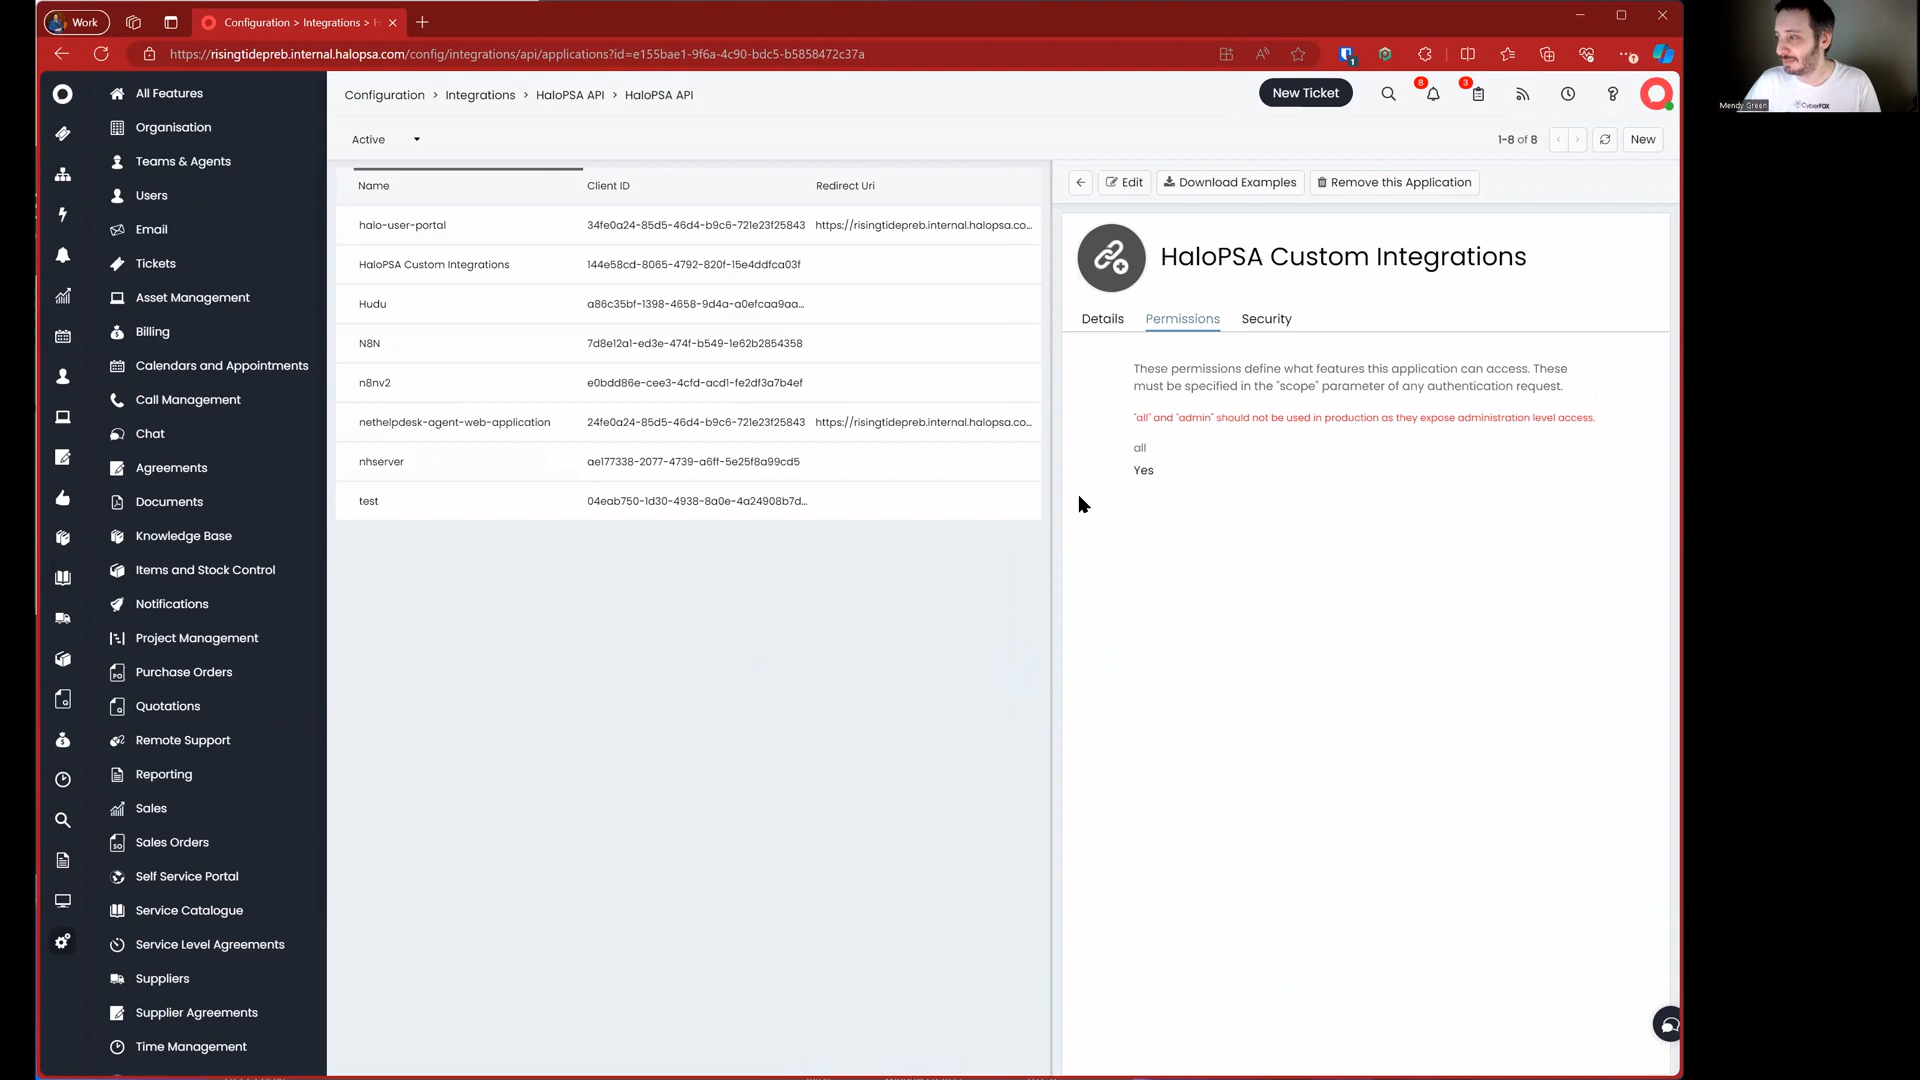 Work
Configuration > Integrations > H
https://risingtidepreb.internal.halopsa.com/config/integrations/api/applications?id=e155bae1-9f6a-4c90-bdc5-b5858472c37a
1
Mendy Green
CYBERFOX
All Features
Organisation
Teams & Agents
Users
Email
Tickets
Asset Management
Billing
Calendars and Appointments
Call Management
Chat
Agreements
Documents
Knowledge Base
Items and Stock Control
Notifications
Project Management
Purchase Orders
Quotations
Remote Support
Reporting
Sales
Sales Orders
Self Service Portal
Service Catalogue
Service Level Agreements
Suppliers
Supplier Agreements
Time Management
Configuration > Integrations > HaloPSA API > HaloPSA API
New Ticket
8
3
Active
1-8 of 8
New
Name Client ID Redirect Uri
halo-user-portal 34fe0a24-85d5-46d4-b9c6-721e23f25843 https://risingtidepreb.internal.halopsa.co...
HaloPSA Custom Integrations 144e58cd-8065-4792-820f-15e4ddfca03f
Hudu a86c35bf-1398-4658-9d4a-a0efcaa9aa...
N8N 7d8e12a1-ed3e-474f-b549-1e62b2854358
n8nv2 e0bdd86e-cee3-4cfd-acd1-fe2df3a7b4ef
nethelpdesk-agent-web-application 24fe0a24-85d5-46d4-b9c6-721e23f25843 https://risingtidepreb.internal.halopsa.co...
nhserver ae177338-2077-4739-a6ff-5e25f8a99cd5
test 04eab750-1d30-4938-8a0e-4a24908b7d...
Edit
Download Examples
Remove this Application
HaloPSA Custom Integrations
Details Permissions Security
These permissions define what features this application can access. These
must be specified in the "scope" parameter of any authentication request.
"all" and "admin" should not be used in production as they expose administration level access.
all
Yes